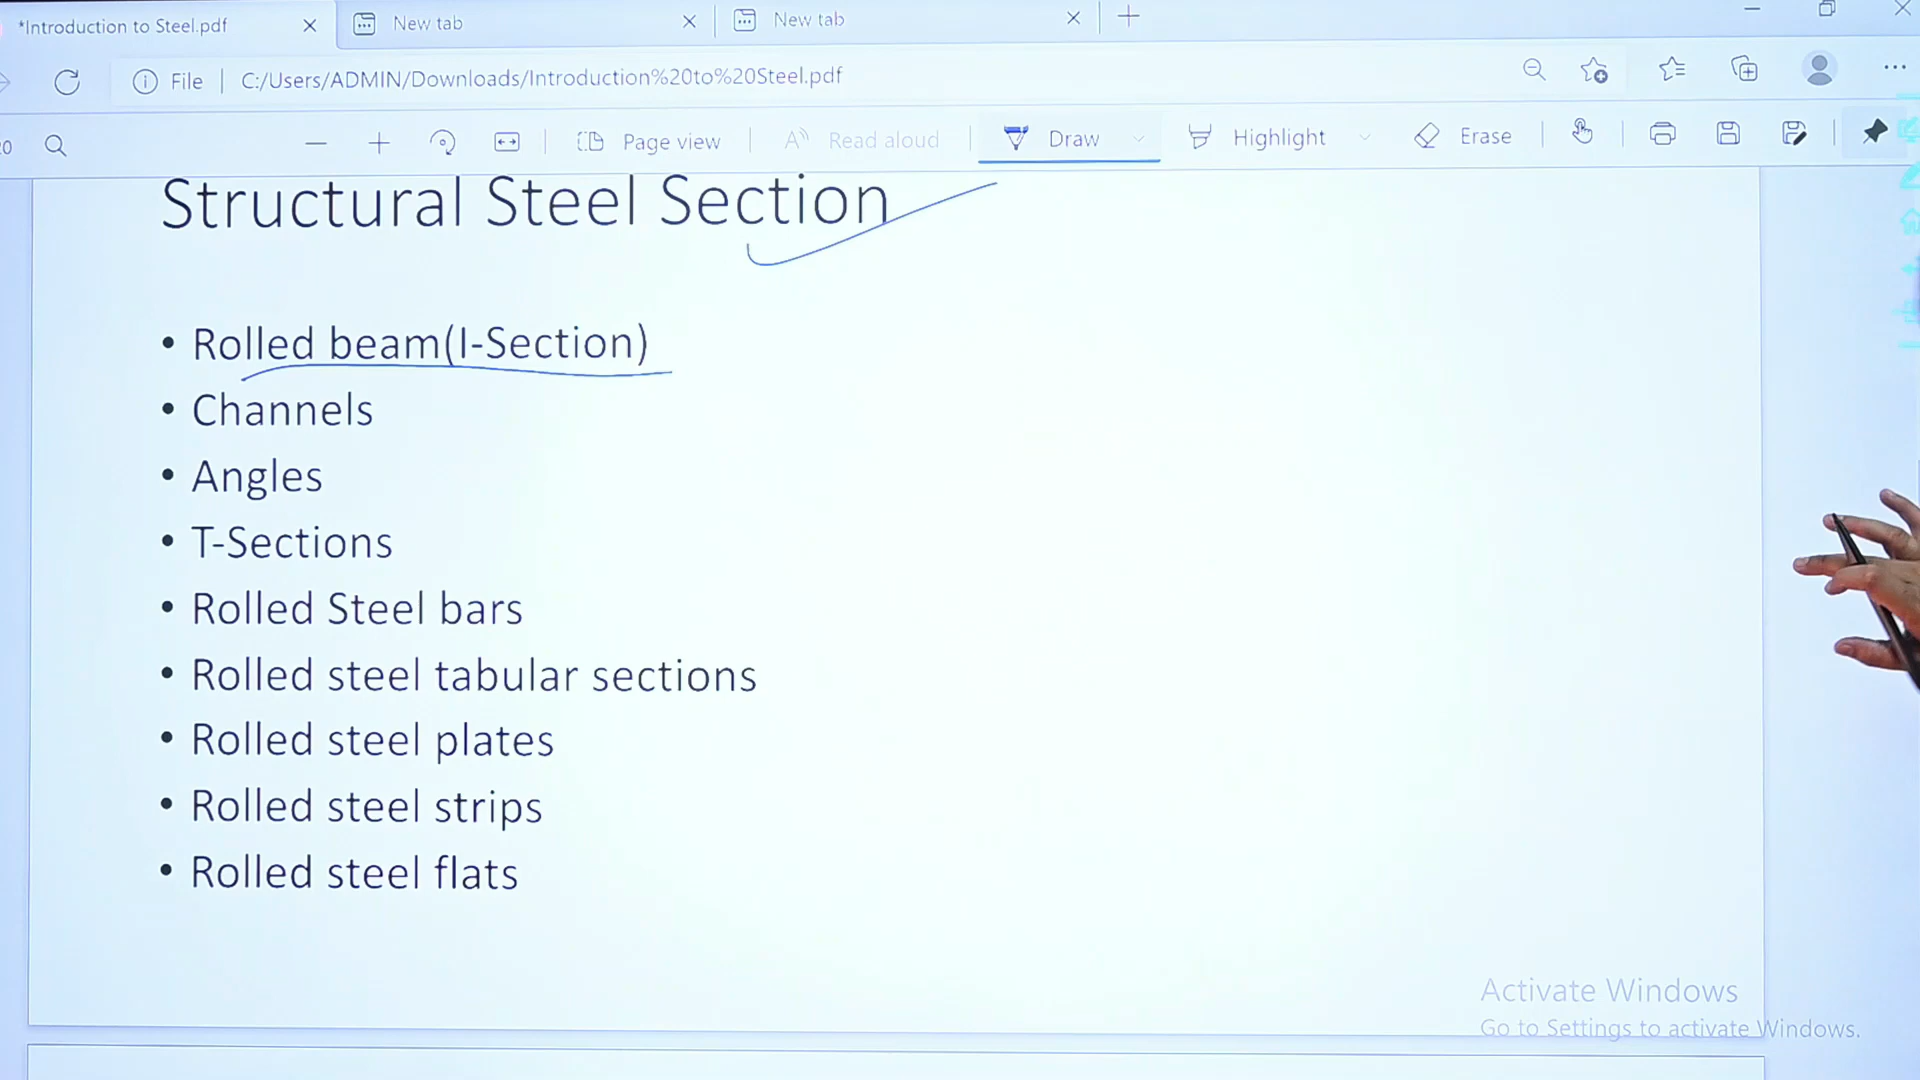 *Introduction to Steel.pdf
New tab
New tab
File
C:/Users/ADMIN/Downloads/Introduction%20to%20Steel.pdf
Page view
Read aloud
Draw
Highlight
Erase
Structural Steel Section
• Rolled beam(I-Section)
• Channels
• Angles
• T-Sections
• Rolled Steel bars
• Rolled steel tabular sections
• Rolled steel plates
• Rolled steel strips
• Rolled steel flats
Activate Windows
Go to Settings to activate Windows.